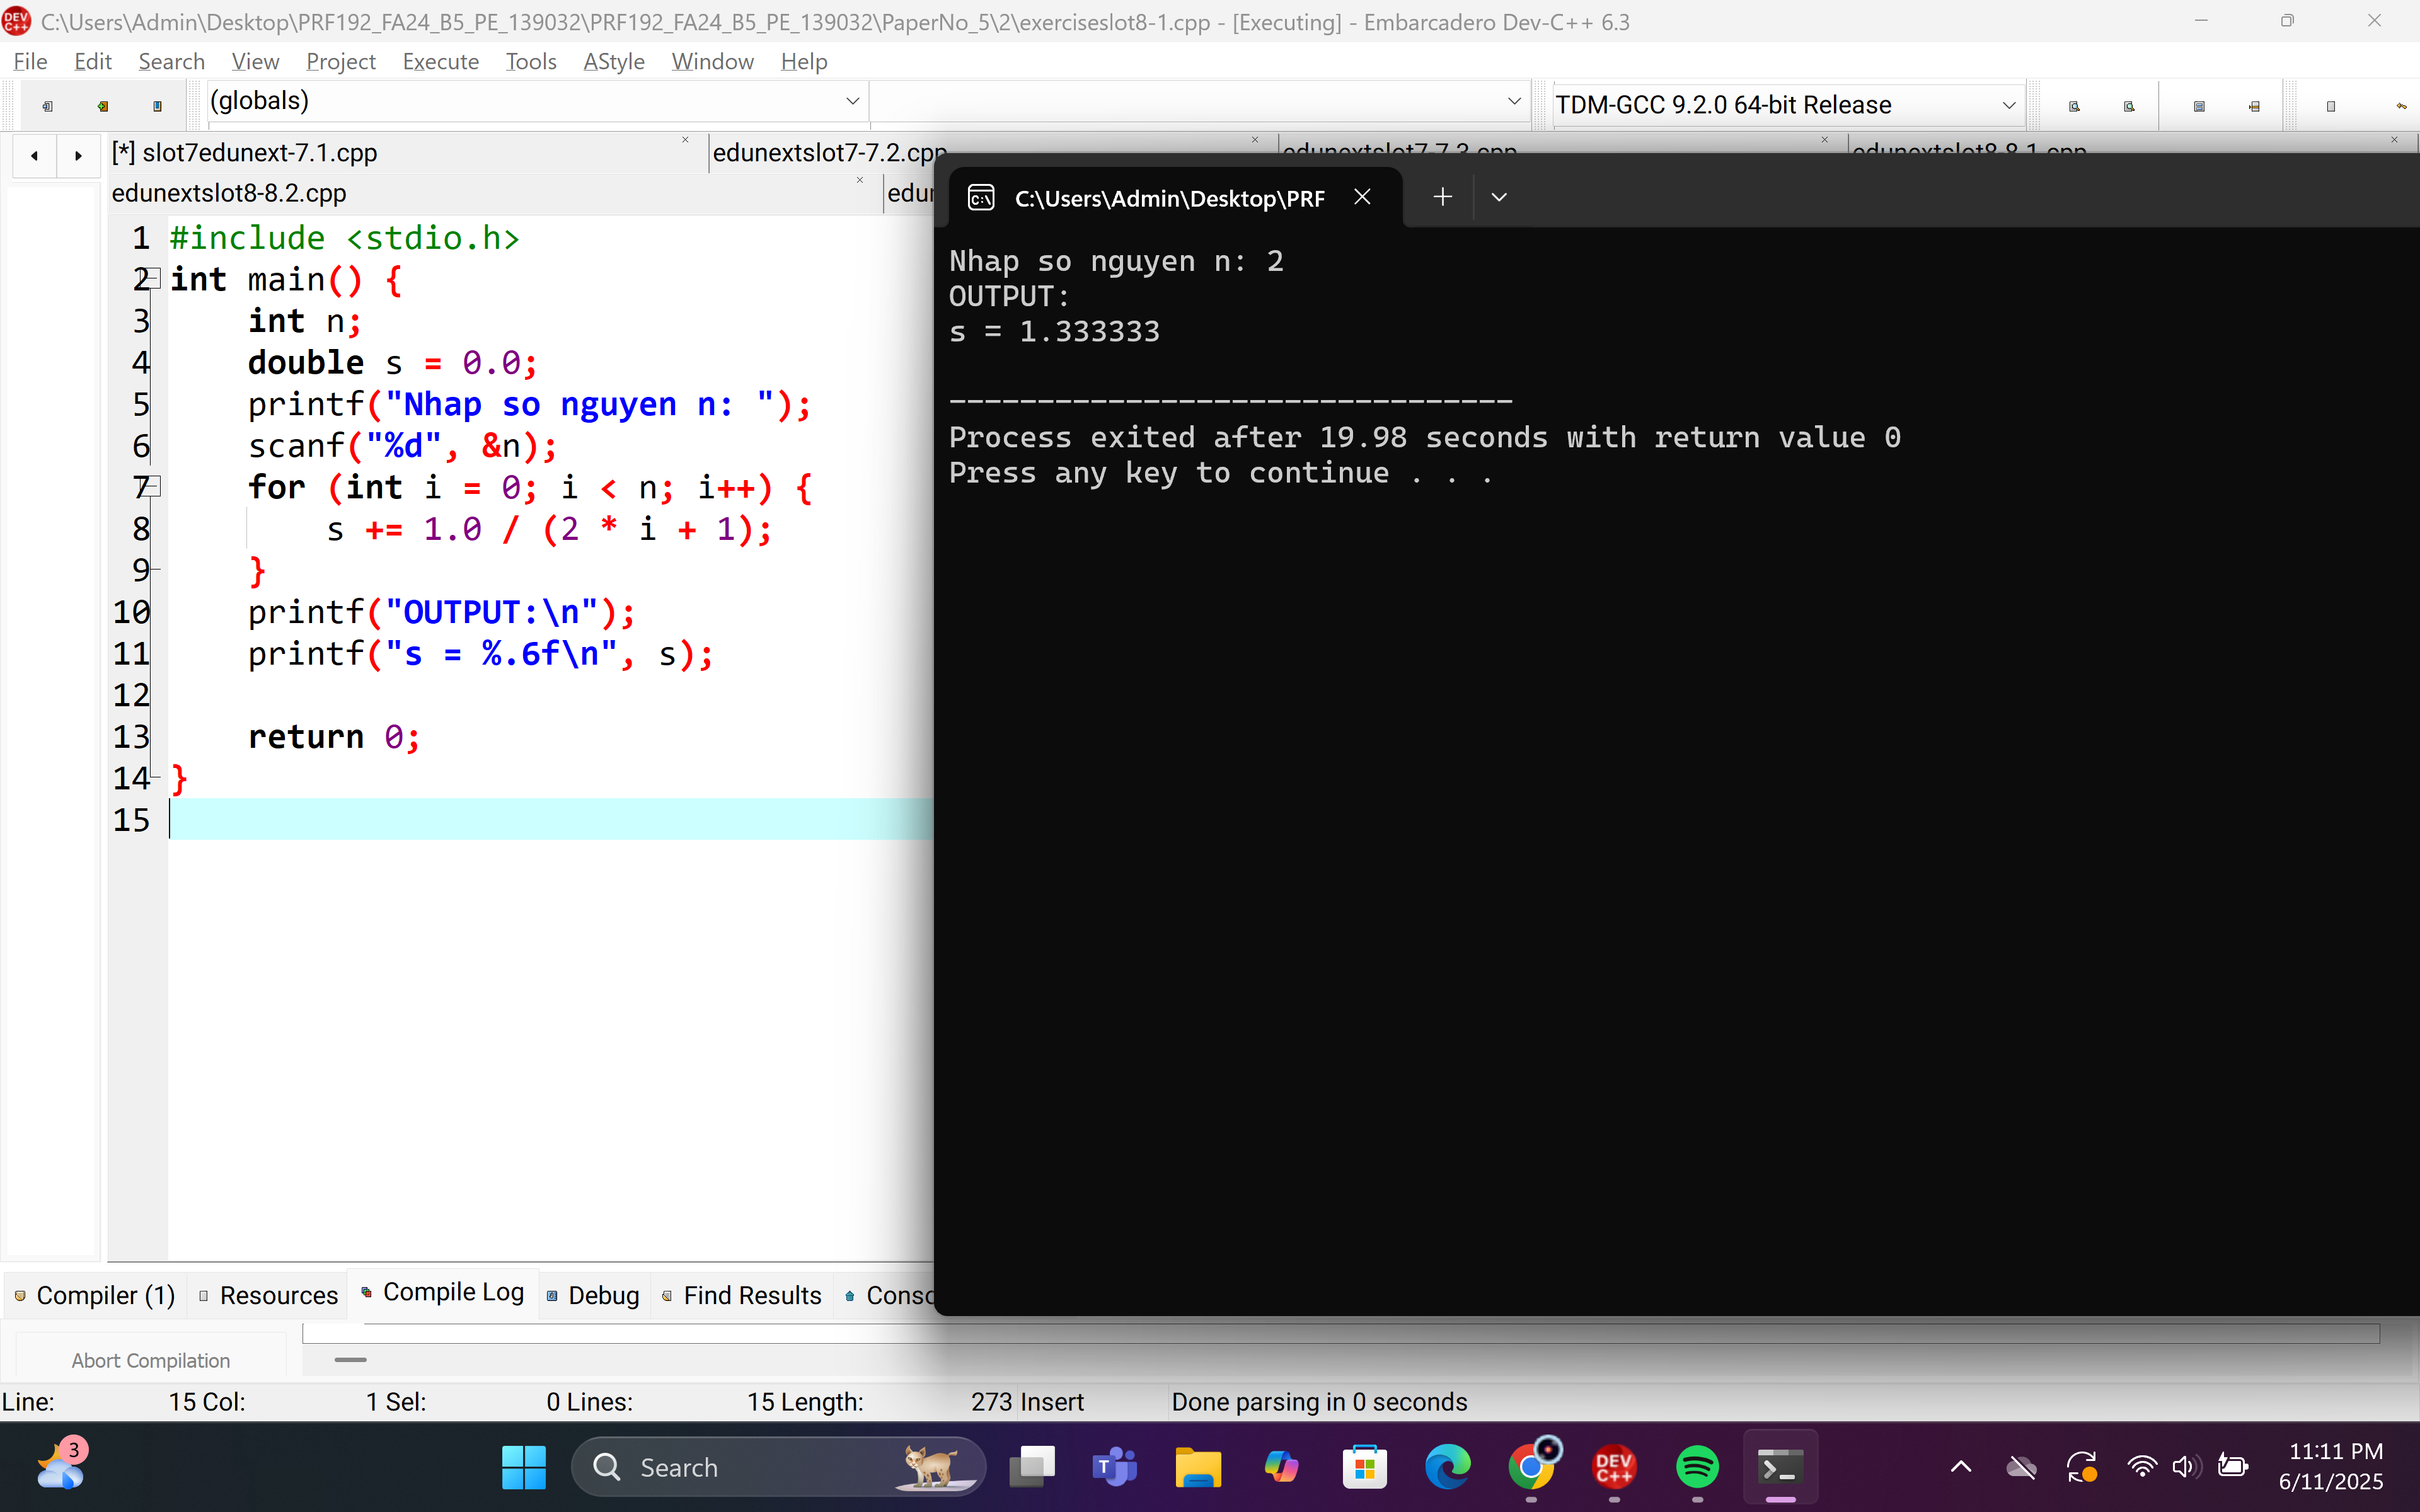 C:\Users\Admin\Desktop\PRF192_FA24_B5_PE_139032\PRF192_FA24_B5_PE_139032\PaperNo_5\2\exerciseslot8-1.cpp - [Executing] - Embarcadero Dev-C++ 6.3
File Edit Search View Project Execute Tools AStyle Window Help
(globals)
TDM-GCC 9.2.0 64-bit Release
[*] slot7edunext-7.1.cpp
edunextslot7-7.2.cpp
edunextslot7-7.3.cpp
edunextslot8-8.1.cpp
edunextslot8-8.2.cpp
1 #include <stdio.h>
2 int main() {
3 int n;
4 double s = 0.0;
5 printf("Nhap so nguyen n: ");
6 scanf("%d", &n);
7 for (int i = 0; i < n; i++) {
8 s += 1.0 / (2 * i + 1);
9 }
10 printf("OUTPUT:\n");
11 printf("s = %.6f\n", s);
12
13 return 0;
14 }
15
C:\Users\Admin\Desktop\PRF
Nhap so nguyen n: 2
OUTPUT:
s = 1.333333
--------------------------------
Process exited after 19.98 seconds with return value 0
Press any key to continue . . .
Compiler (1) Resources Compile Log Debug Find Results
Abort Compilation
Line: 15 Col: 1 Sel: 0 Lines: 15 Length: 273 Insert Done parsing in 0 seconds
3
Search
DEV C++
11:11 PM
6/11/2025